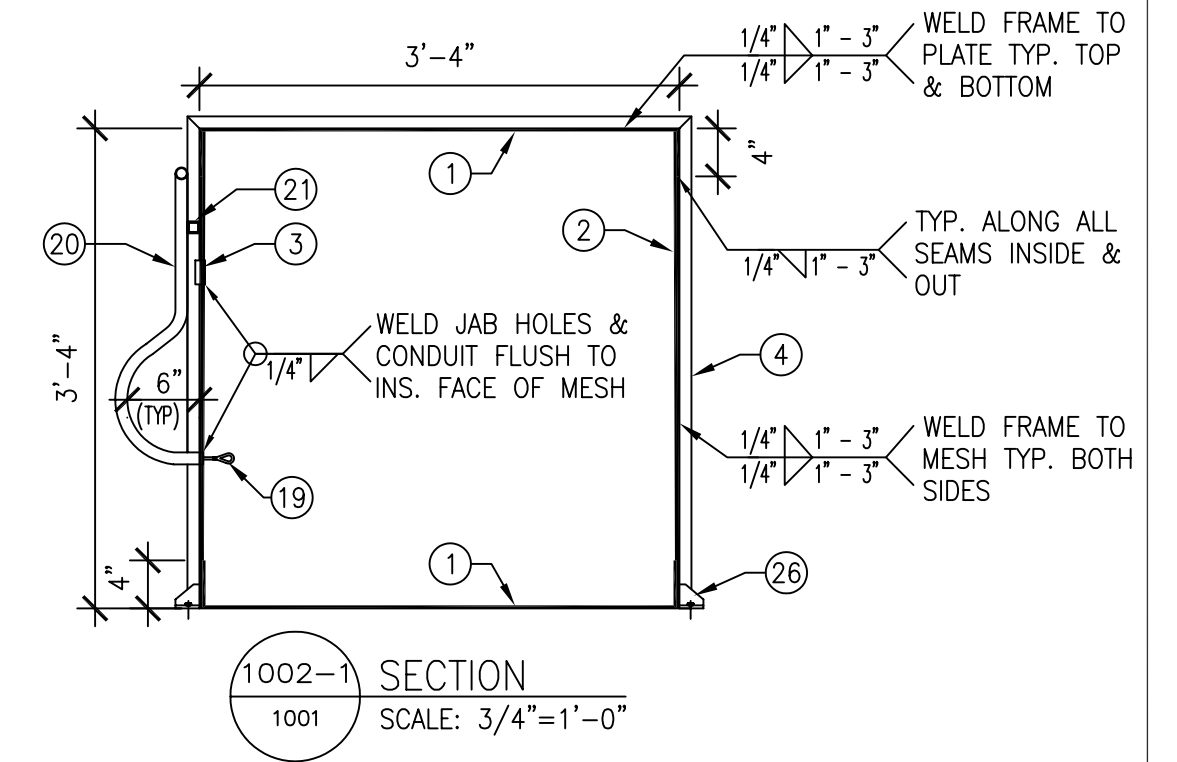 3'-4"
1/4" 1" - 3"
1/4" 1" - 3"
WELD FRAME TO
PLATE TYP. TOP
& BOTTOM
1
4"
21
20
3
2
TYP. ALONG ALL
SEAMS INSIDE &
OUT
1/4" 1" - 3"
WELD JAB HOLES &
CONDUIT FLUSH TO
INS. FACE OF MESH
1/4"
3'-4"
6"
(TYP)
4
1/4" 1" - 3"
1/4" 1" - 3"
WELD FRAME TO
MESH TYP. BOTH
SIDES
19
1
4"
26
1002-1
1001
SECTION
SCALE: 3/4"=1'-0"